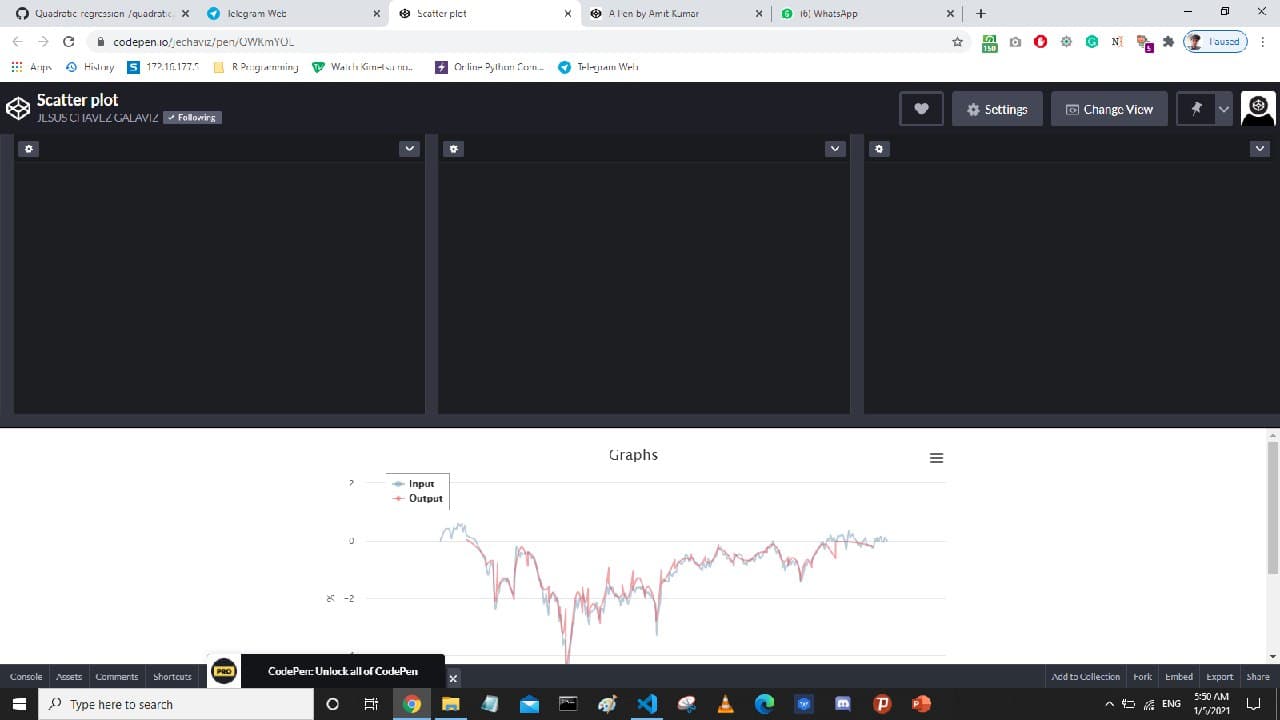 Quadratic-regression-/quadratic.
Telegram Web
Scatter plot
A Pen by Amit Kumar
(6) WhatsApp
codepen.io/jechaviz/pen/OWKmYOL
150
5
Paused
Apps
History
172.16.177.5
R Programming
Watch Kimetsu no...
Online Python Com...
Telegram Web
Scatter plot
JESUS CHAVEZ GALAVIZ
Following
Settings
Change View
Graphs
Input
Output
2
0
-2
X
Console
Assets
Comments
Shortcuts
PRO
CodePen: Unlock all of CodePen
Add to Collection
Fork
Embed
Export
Share
Type here to search
ENG
5:50 AM
1/5/2021